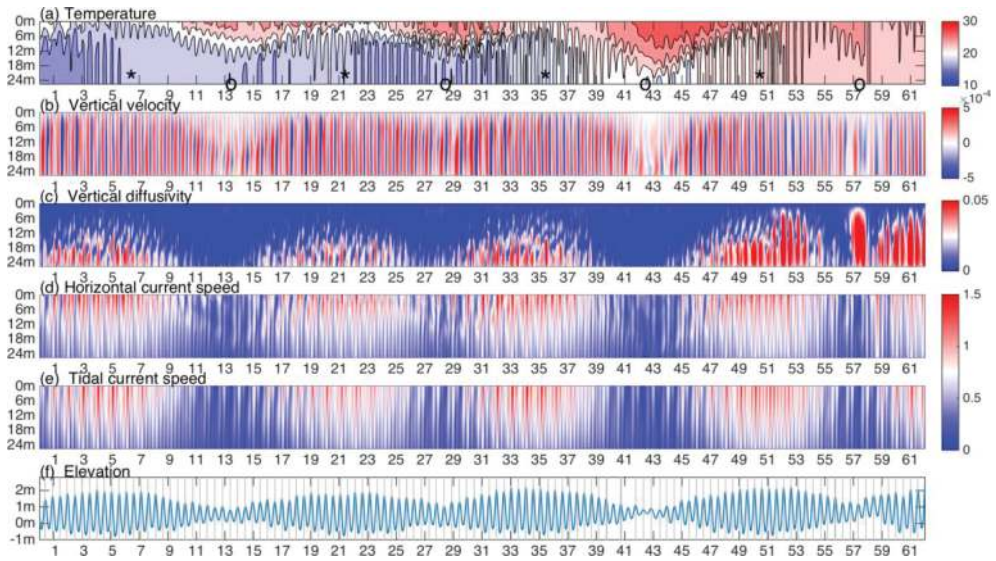 (a) Temperature
0m 6m 12m 18m 24m
1 3 5 7 9 11 13 15 17 19 21 23 25 27 29 31 33 35 37 39 41 43 45 47 49 51 53 55 57 59 61
30 20 10
(b) Vertical velocity
0m 6m 12m 18m 24m
1 3 5 7 9 11 13 15 17 19 21 23 25 27 29 31 33 35 37 39 41 43 45 47 49 51 53 55 57 59 61
×10⁻⁴
5 0 -5
(c) Vertical diffusivity
0m 6m 12m 18m 24m
1 3 5 7 9 11 13 15 17 19 21 23 25 27 29 31 33 35 37 39 41 43 45 47 49 51 53 55 57 59 61
0.05 0
(d) Horizontal current speed
0m 6m 12m 18m 24m
1 3 5 7 9 11 13 15 17 19 21 23 25 27 29 31 33 35 37 39 41 43 45 47 49 51 53 55 57 59 61
1.5 1 0.5 0
(e) Tidal current speed
0m 6m 12m 18m 24m
1 3 5 7 9 11 13 15 17 19 21 23 25 27 29 31 33 35 37 39 41 43 45 47 49 51 53 55 57 59 61
(f) Elevation
2m 1m 0m -1m
1 3 5 7 9 11 13 15 17 19 21 23 25 27 29 31 33 35 37 39 41 43 45 47 49 51 53 55 57 59 61